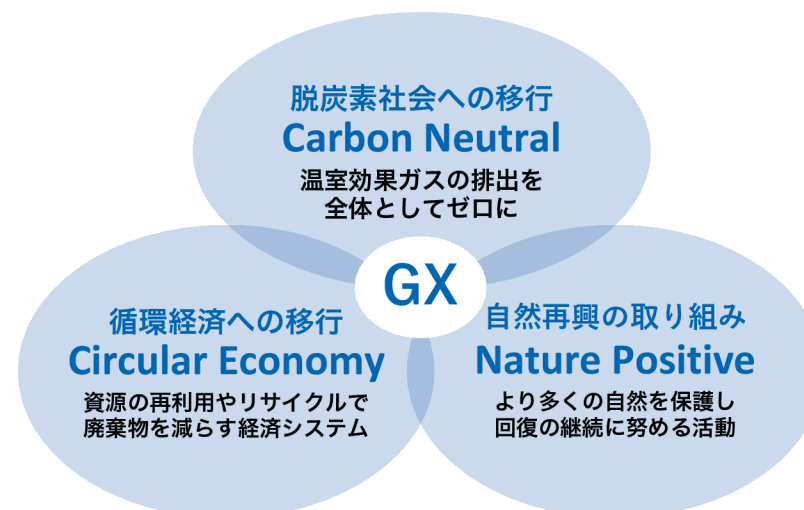 脱炭素社会への移行
Carbon Neutral
温室効果ガスの排出を
全体としてゼロに
GX
循環経済への移行
Circular Economy
資源の再利用やリサイクルで
廃棄物を減らす経済システム
自然再興の取り組み
Nature Positive
より多くの自然を保護し
回復の継続に努める活動